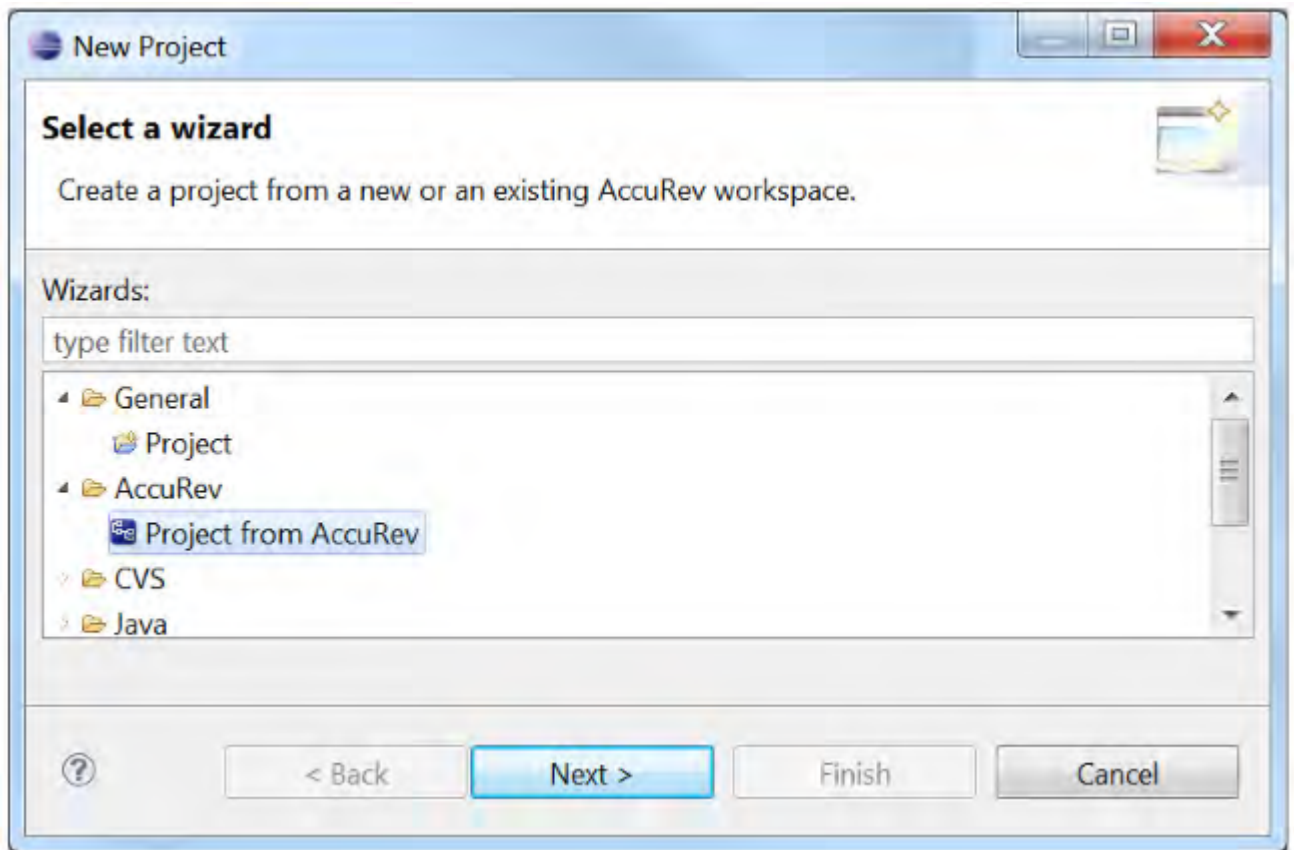 New Project
Select a wizard
Create a project from a new or an existing AccuRev workspace.
Wizards:
type filter text
General
Project
AccuRev
Project from AccuRev
CVS
Java
?
< Back
Next >
Finish
Cancel